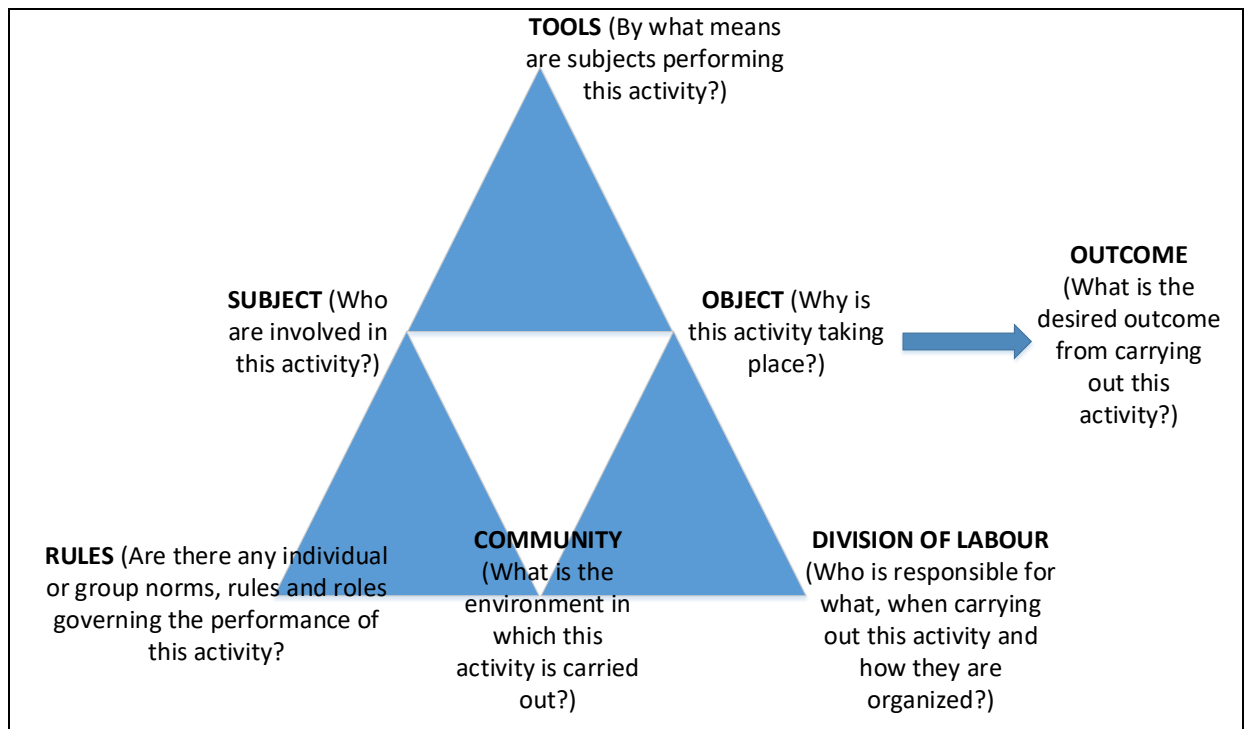 TOOLS (By what means
are subjects performing
this activity?)
SUBJECT (Who
are involved in
this activity?)
OBJECT (Why is
this activity taking
place?)
OUTCOME
(What is the
desired outcome
from carrying
out this
activity?)
RULES (Are there any individual
or group norms, rules and roles
governing the performance of
this activity?
COMMUNITY
(What is the
environment in
which this
activity is carried
out?)
DIVISION OF LABOUR
(Who is responsible for
what, when carrying
out this activity and
how they are
organized?)